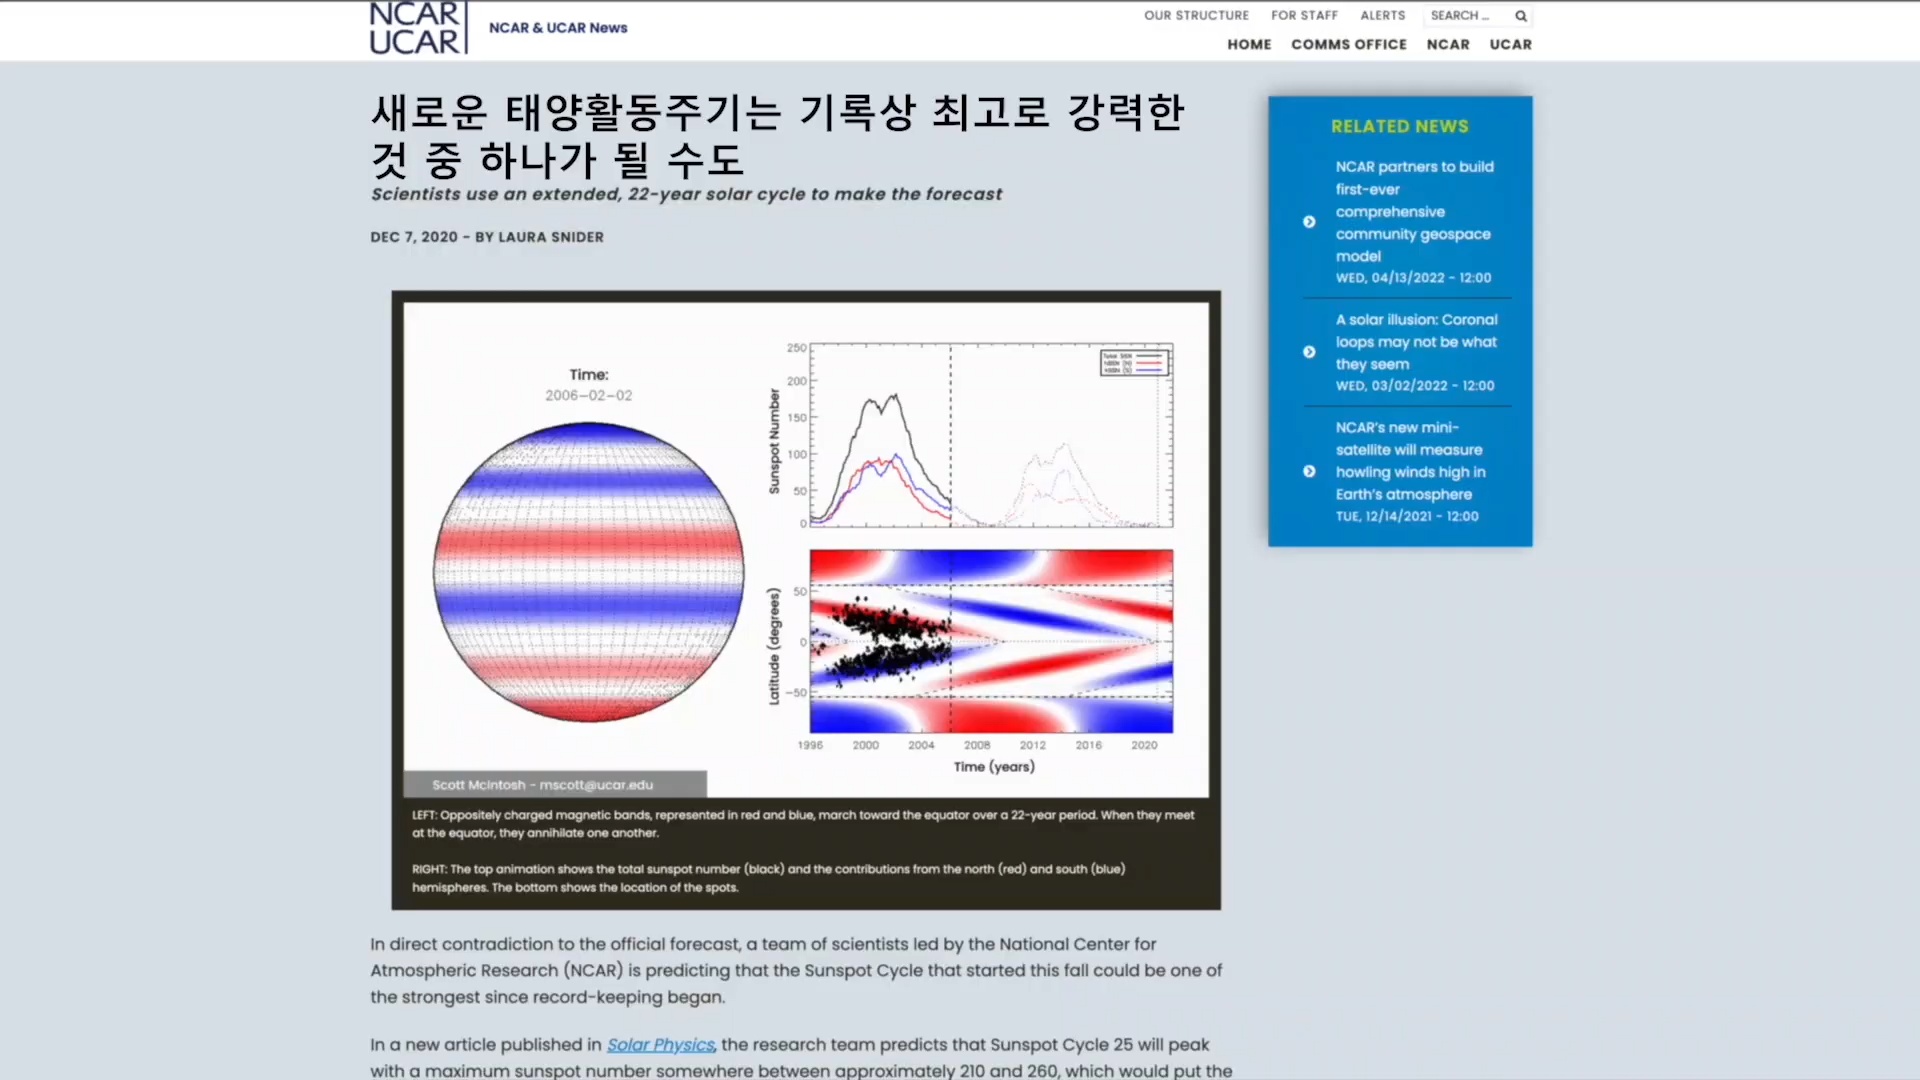 NCAR
UCAR
NCAR & UCAR News
OUR STRUCTURE FOR STAFF ALERTS SEARCH ...
HOME COMMS OFFICE NCAR UCAR
새로운 태양활동주기는 기록상 최고로 강력한
것 중 하나가 될 수도
Scientists use an extended, 22-year solar cycle to make the forecast
DEC 7, 2020 - BY LAURA SNIDER
Time:
2006-02-02
Sunspot Number
250
200
150
100
50
0
Total SSN
hSSN (N)
hSSN (S)
Latitude (degrees)
50
0
-50
1996 2000 2004 2008 2012 2016 2020
Time (years)
Scott McIntosh - mscott@ucar.edu
LEFT: Oppositely charged magnetic bands, represented in red and blue, march toward the equator over a 22-year period. When they meet
at the equator, they annihilate one another.
RIGHT: The top animation shows the total sunspot number (black) and the contributions from the north (red) and south (blue)
hemispheres. The bottom shows the location of the spots.
In direct contradiction to the official forecast, a team of scientists led by the National Center for
Atmospheric Research (NCAR) is predicting that the Sunspot Cycle that started this fall could be one of
the strongest since record-keeping began.
In a new article published in Solar Physics, the research team predicts that Sunspot Cycle 25 will peak
with a maximum sunspot number somewhere between approximately 210 and 260, which would put the
RELATED NEWS
NCAR partners to build
first-ever
comprehensive
community geospace
model
WED, 04/13/2022 - 12:00
A solar illusion: Coronal
loops may not be what
they seem
WED, 03/02/2022 - 12:00
NCAR's new mini-
satellite will measure
howling winds high in
Earth's atmosphere
TUE, 12/14/2021 - 12:00